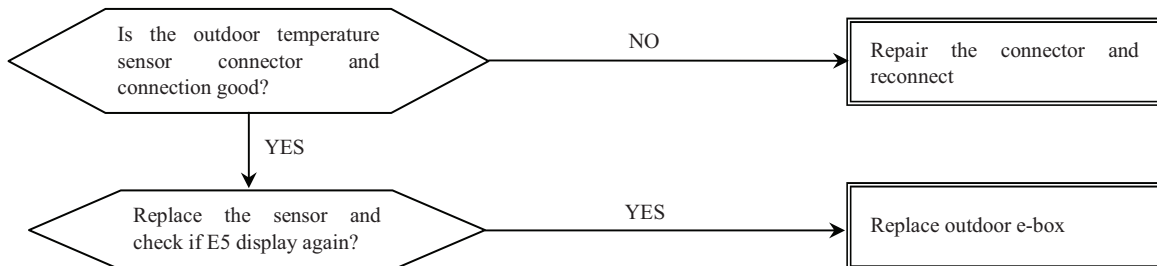 Is the outdoor temperature
sensor connector and
connection good?
NO
Repair the connector and
reconnect
YES
Replace the sensor and
check if E5 display again?
YES
Replace outdoor e-box